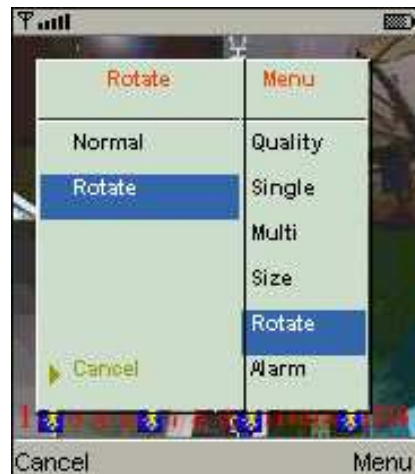 Rotate Menu
Normal Quality
Rotate Single
Multi
Size
Rotate
Cancel Alarm
Cancel Menu